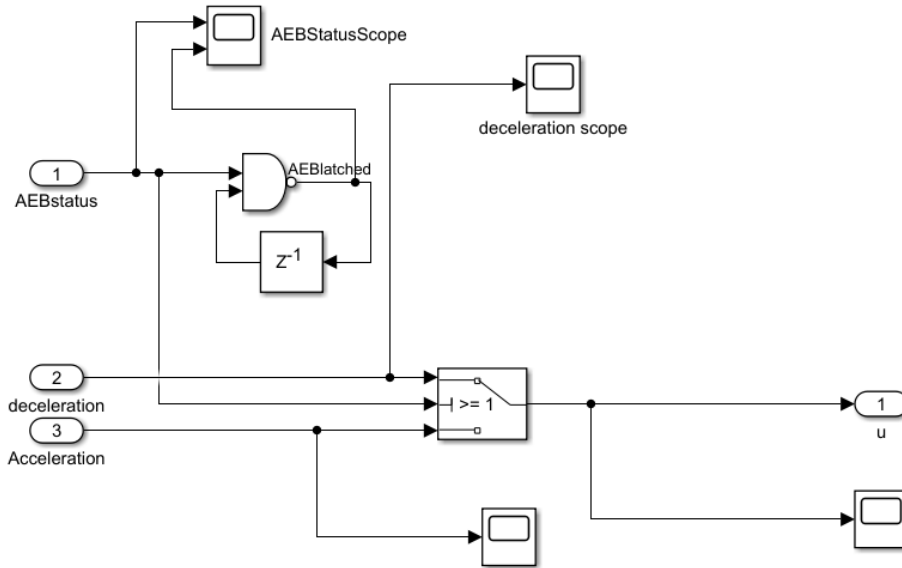 AEBStatusScope
deceleration scope
AEBlatched
1
AEBstatus
Z-1
2
deceleration
>= 1
1
u
3
Acceleration